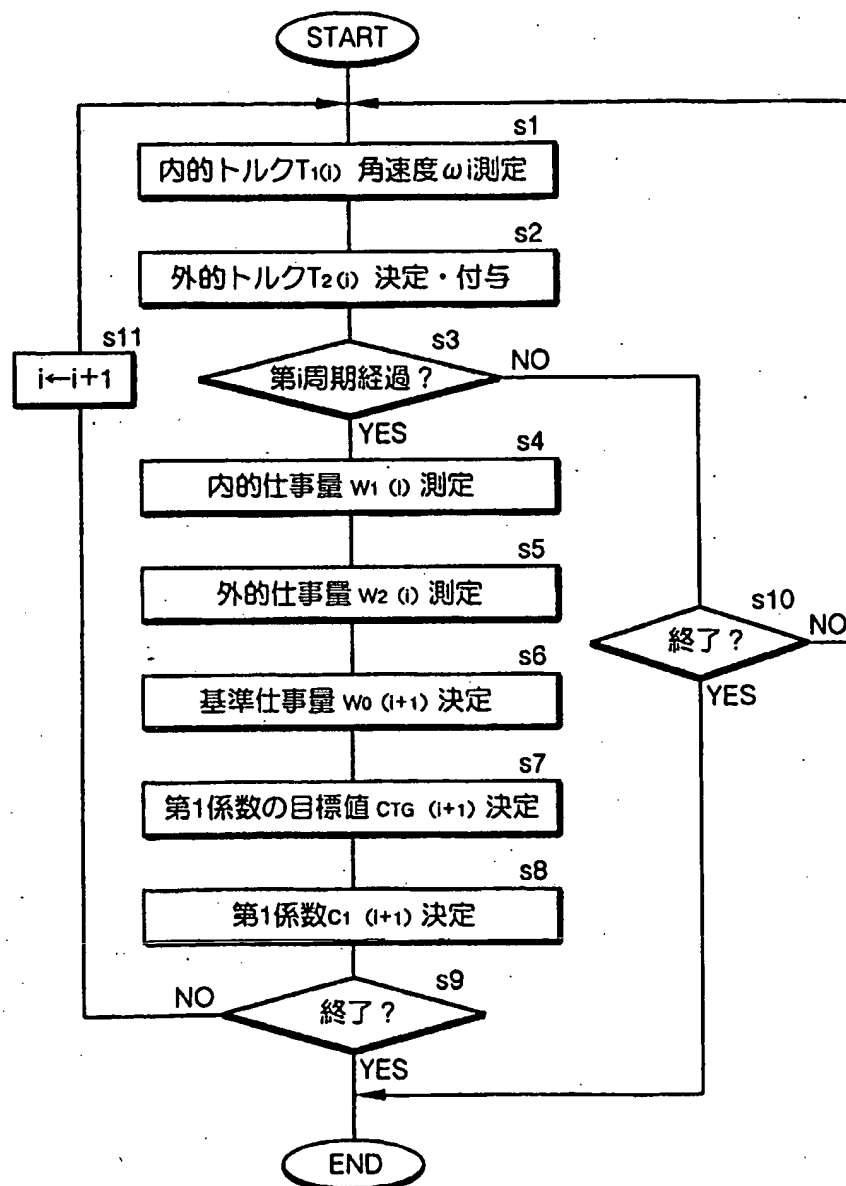 START
s1
内的トルクT1(i) 角速度ωi測定
s2
外的トルクT2(i) 決定・付与
s11
i←i+1
s3
第i周期経過?
NO
YES
s4
内的仕事量 W1 (i) 測定
s5
外的仕事量 W2 (i) 測定
s10
終了?
NO
YES
s6
基準仕事量 W0 (i+1) 決定
s7
第1係数の目標値 CTG (i+1) 決定
s8
第1係数C1 (i+1) 決定
s9
NO
終了?
YES
END